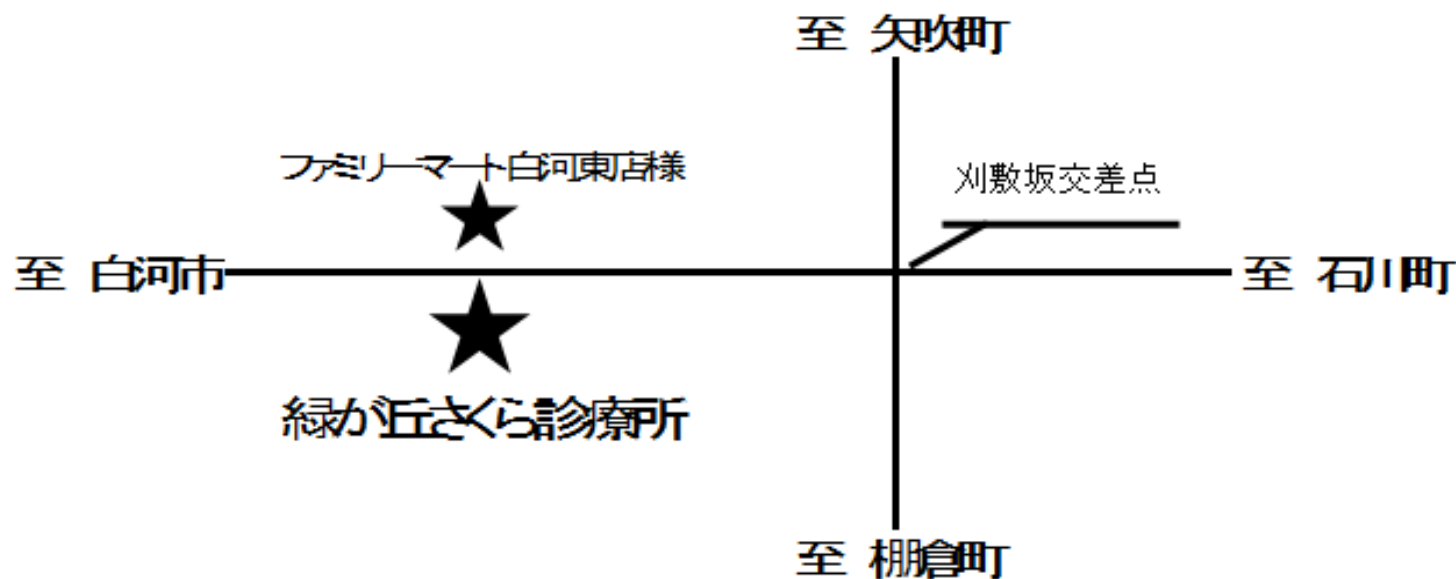 至 矢吹町
ファミリーマート白河東店様
刈敷坂交差点
至 白河市
至 石川町
緑が丘さくら診療所
至 棚倉町